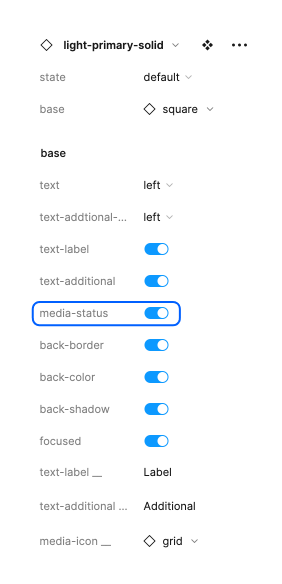 light-primary-solid
state default
base square
base
text left
text-addtional-... left
text-label
text-additional
media-status
back-border
back-color
back-shadow
focused
text-label __ Label
text-additional ... Additional
media-icon __ grid